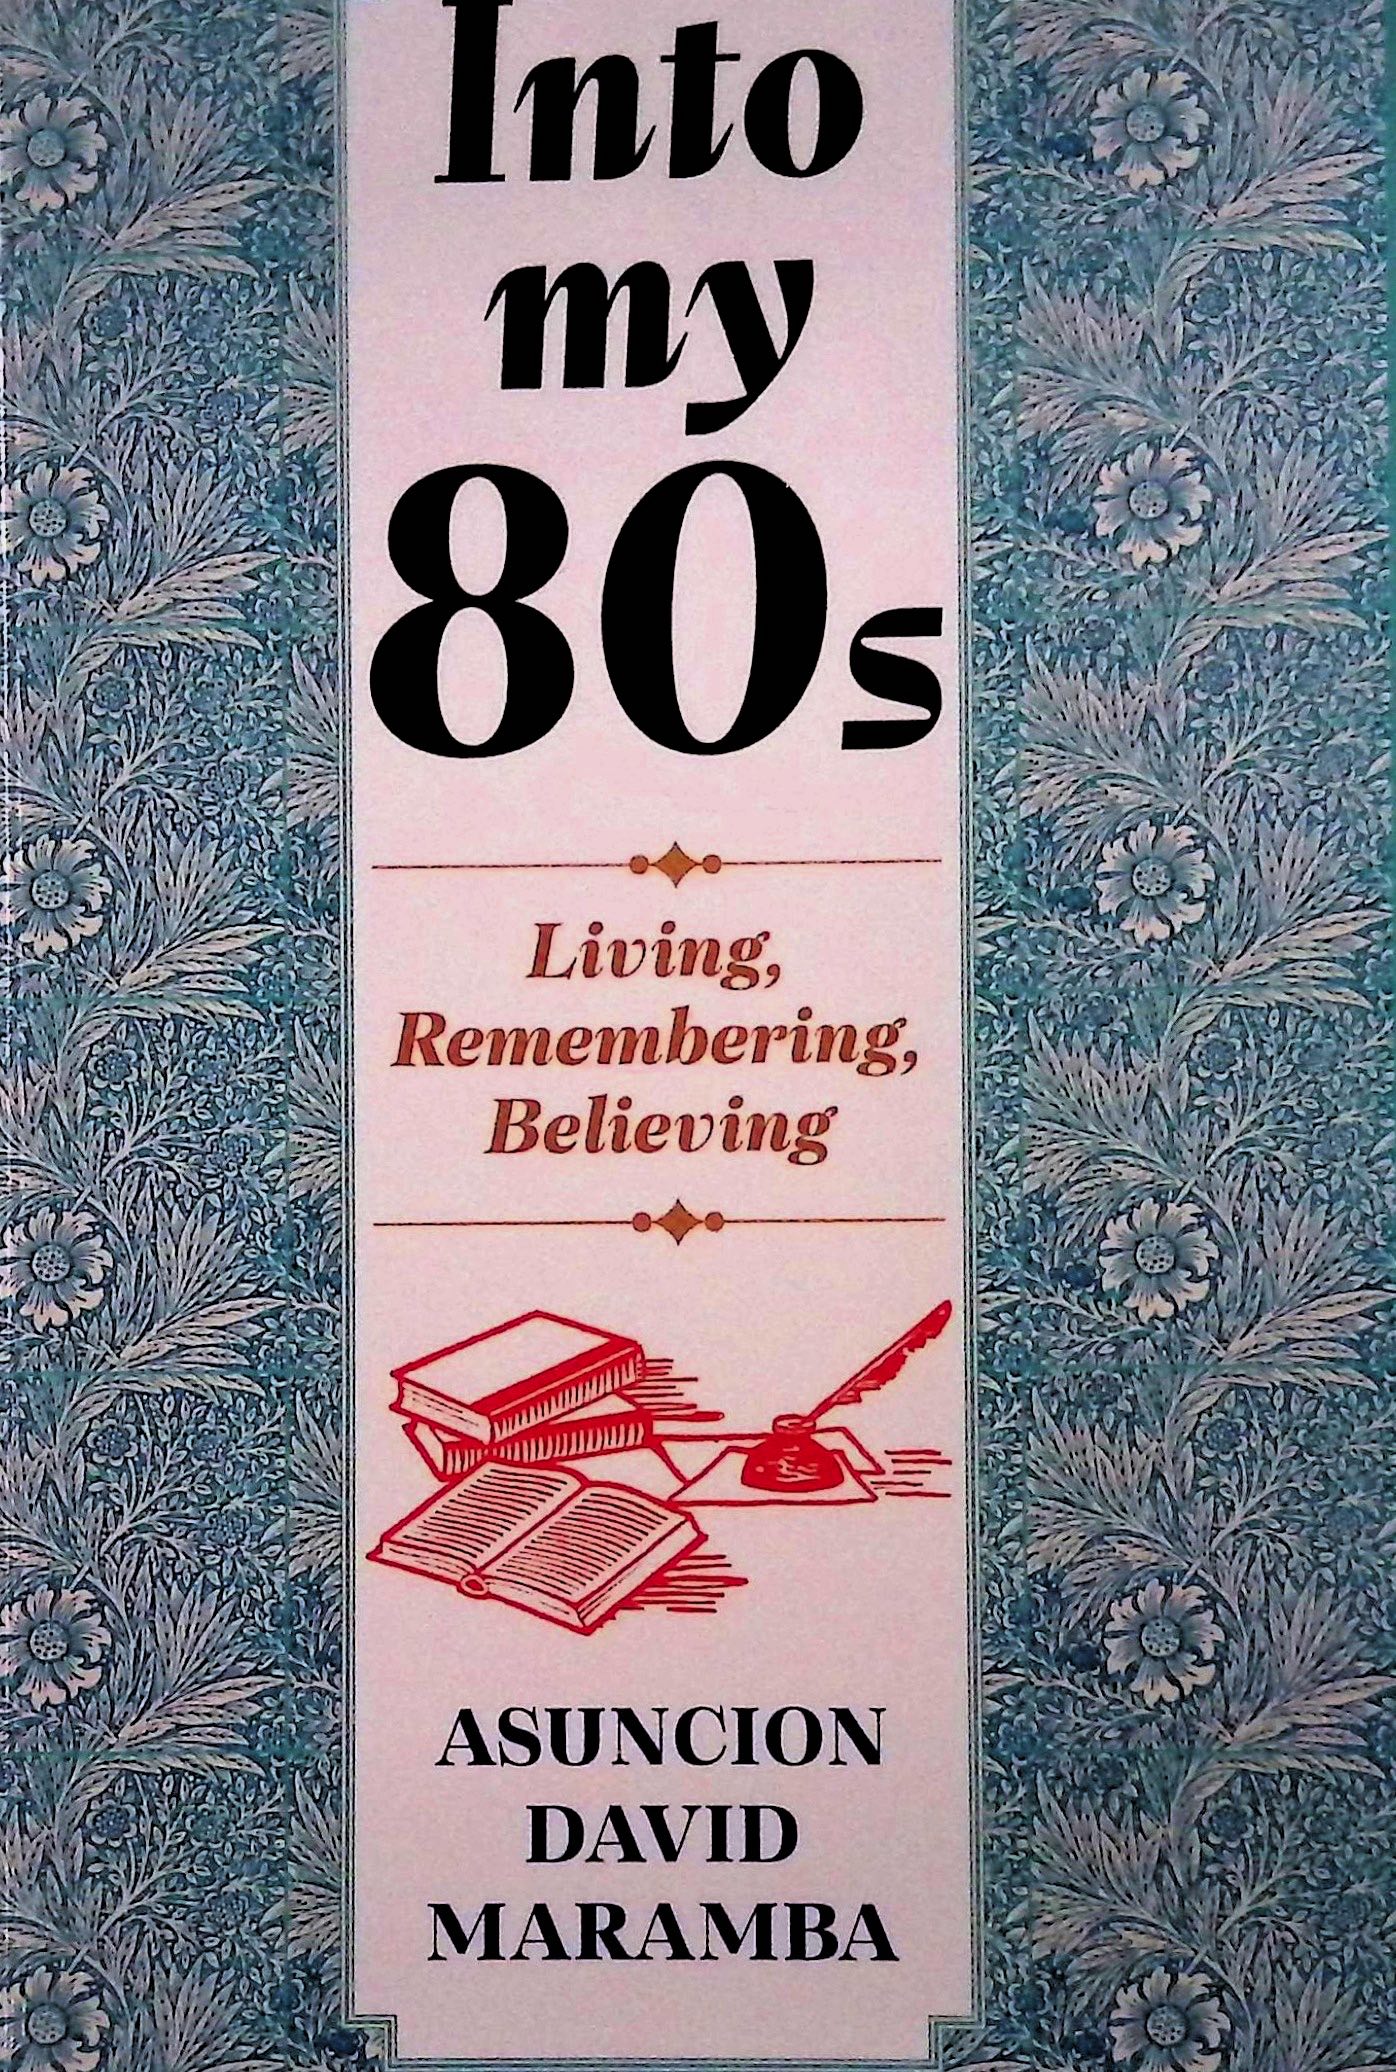 Into
my
80s
Living,
Remembering,
Believing
ASUNCION
DAVID
MARAMBA